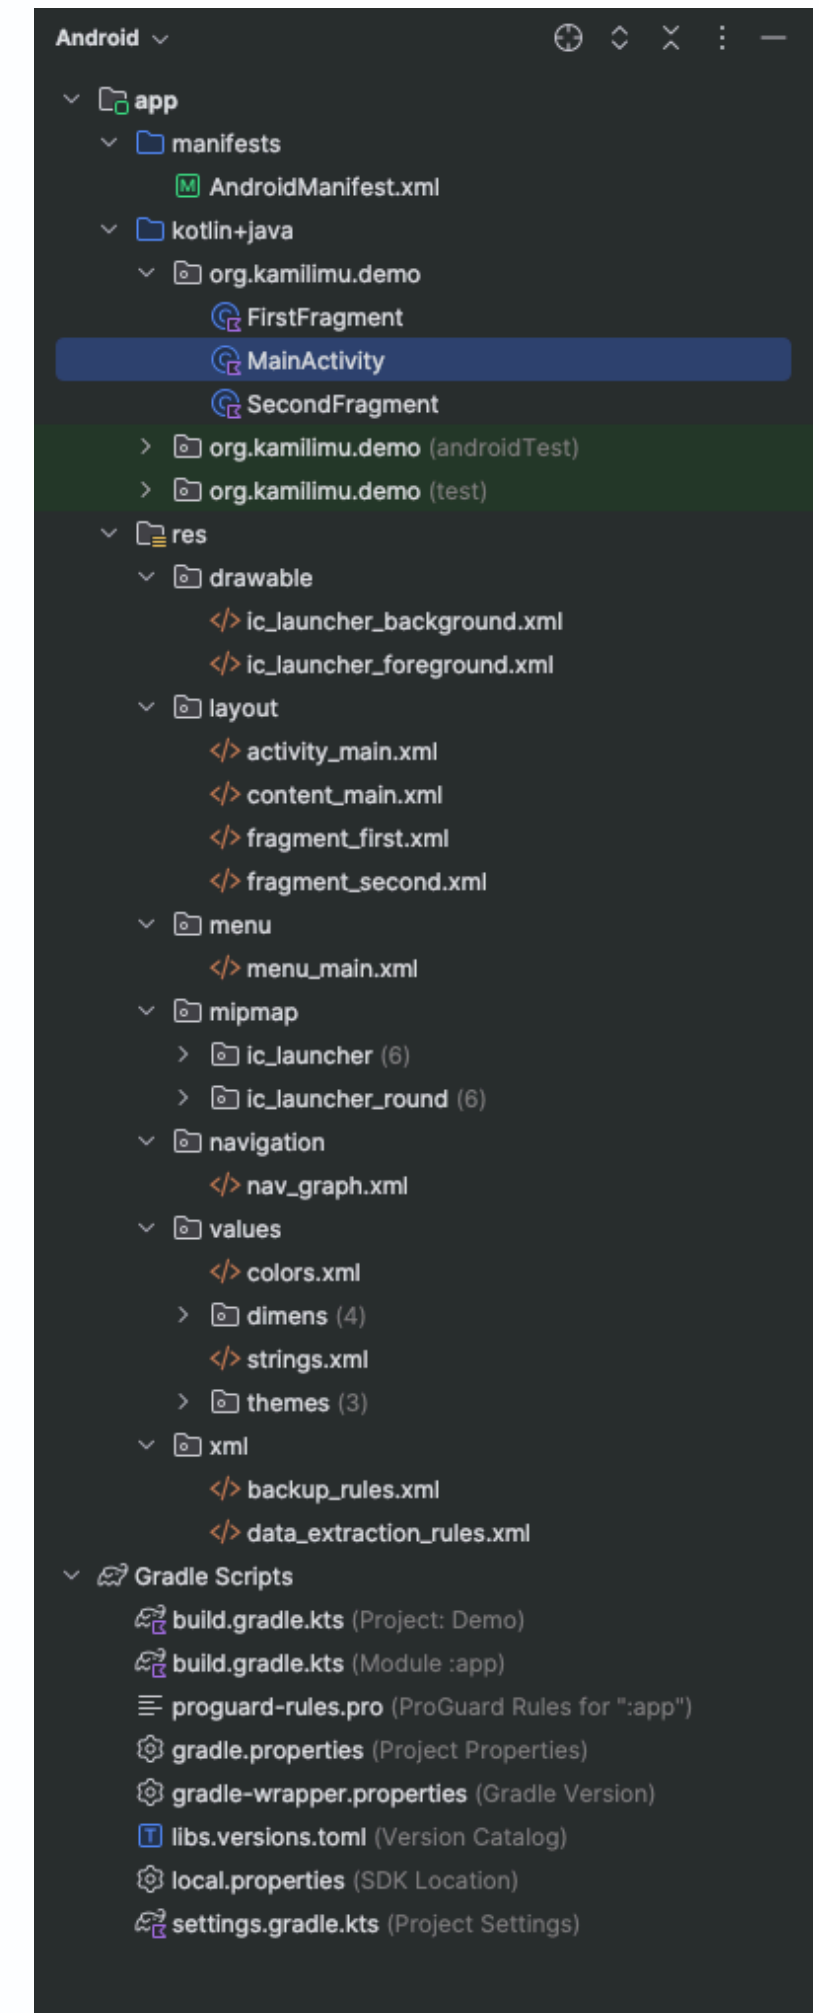 Android
app
manifests
AndroidManifest.xml
kotlin+java
org.kamilimu.demo
FirstFragment
MainActivity
SecondFragment
org.kamilimu.demo (androidTest)
org.kamilimu.demo (test)
res
drawable
ic_launcher_background.xml
ic_launcher_foreground.xml
layout
activity_main.xml
content_main.xml
fragment_first.xml
fragment_second.xml
menu
menu_main.xml
mipmap
ic_launcher (6)
ic_launcher_round (6)
navigation
nav_graph.xml
values
colors.xml
dimens (4)
strings.xml
themes (3)
xml
backup_rules.xml
data_extraction_rules.xml
Gradle Scripts
build.gradle.kts (Project: Demo)
build.gradle.kts (Module :app)
proguard-rules.pro (ProGuard Rules for ":app")
gradle.properties (Project Properties)
gradle-wrapper.properties (Gradle Version)
libs.versions.toml (Version Catalog)
local.properties (SDK Location)
settings.gradle.kts (Project Settings)